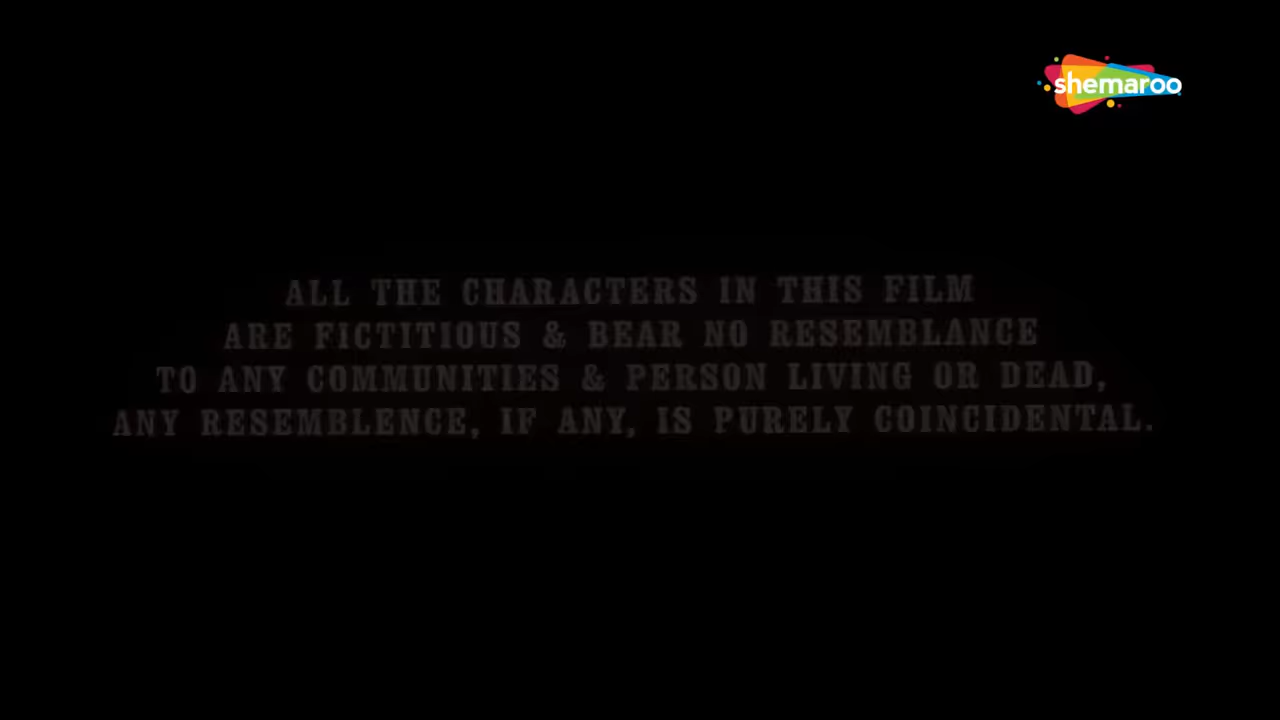 shemaroo
ALL THE CHARACTERS IN THIS FILM
ARE FICTITIOUS & BEAR NO RESEMBLANCE
TO ANY COMMUNITIES & PERSON LIVING OR DEAD,
ANY RESEMBLENCE, IF ANY, IS PURELY COINCIDENTAL.